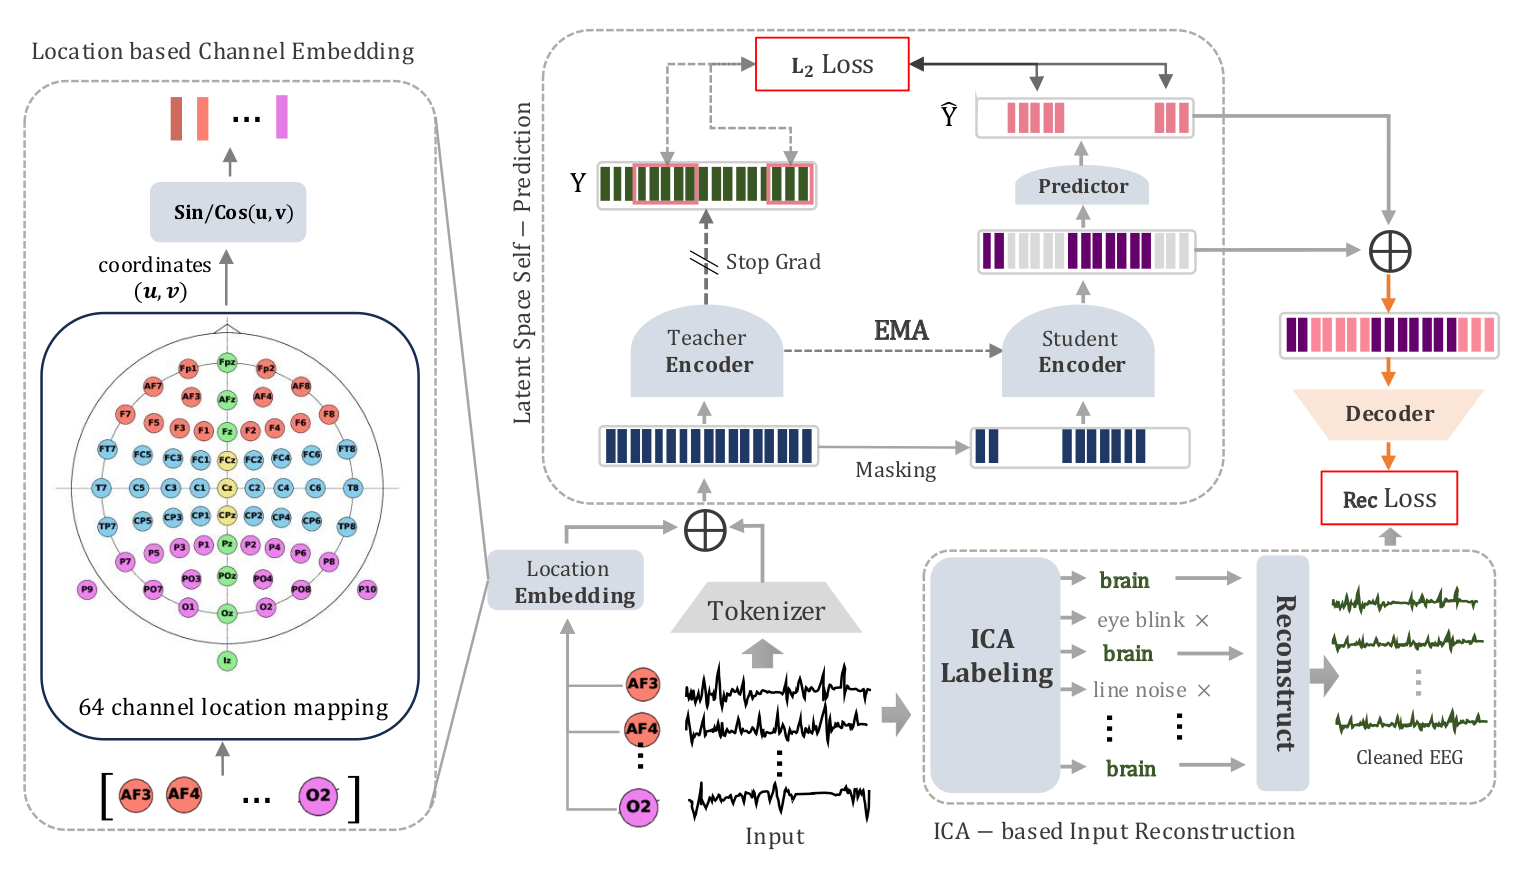 Location based Channel Embedding
Sin/Cos(u, v)
coordinates
(u, v)
Fp1 Fpz Fp2
AF7 AF3 AFz AF4 AF8
F7 F5 F3 F1 Fz F2 F4 F6 F8
FT7 FC5 FC3 FC1 FCz FC2 FC4 FC6 FT8
T7 C5 C3 C1 Cz C2 C4 C6 T8
TP7 CP5 CP3 CP1 CPz CP2 CP4 CP6 TP8
P9 P7 P5 P3 P1 Pz P2 P4 P6 P8 P10
PO7 PO3 POz PO4 PO8
O1 Oz O2
Iz
64 channel location mapping
[ AF3 AF4 ... O2 ]
Latent Space Self − Prediction
L2 Loss
Y
Ŷ
Stop Grad
Predictor
Teacher
Encoder
EMA
Student
Encoder
Masking
Decoder
Rec Loss
Location
Embedding
Tokenizer
AF3
AF4
O2
Input
ICA
Labeling
brain
eye blink ×
brain
line noise ×
brain
Reconstruct
Cleaned EEG
ICA − based Input Reconstruction